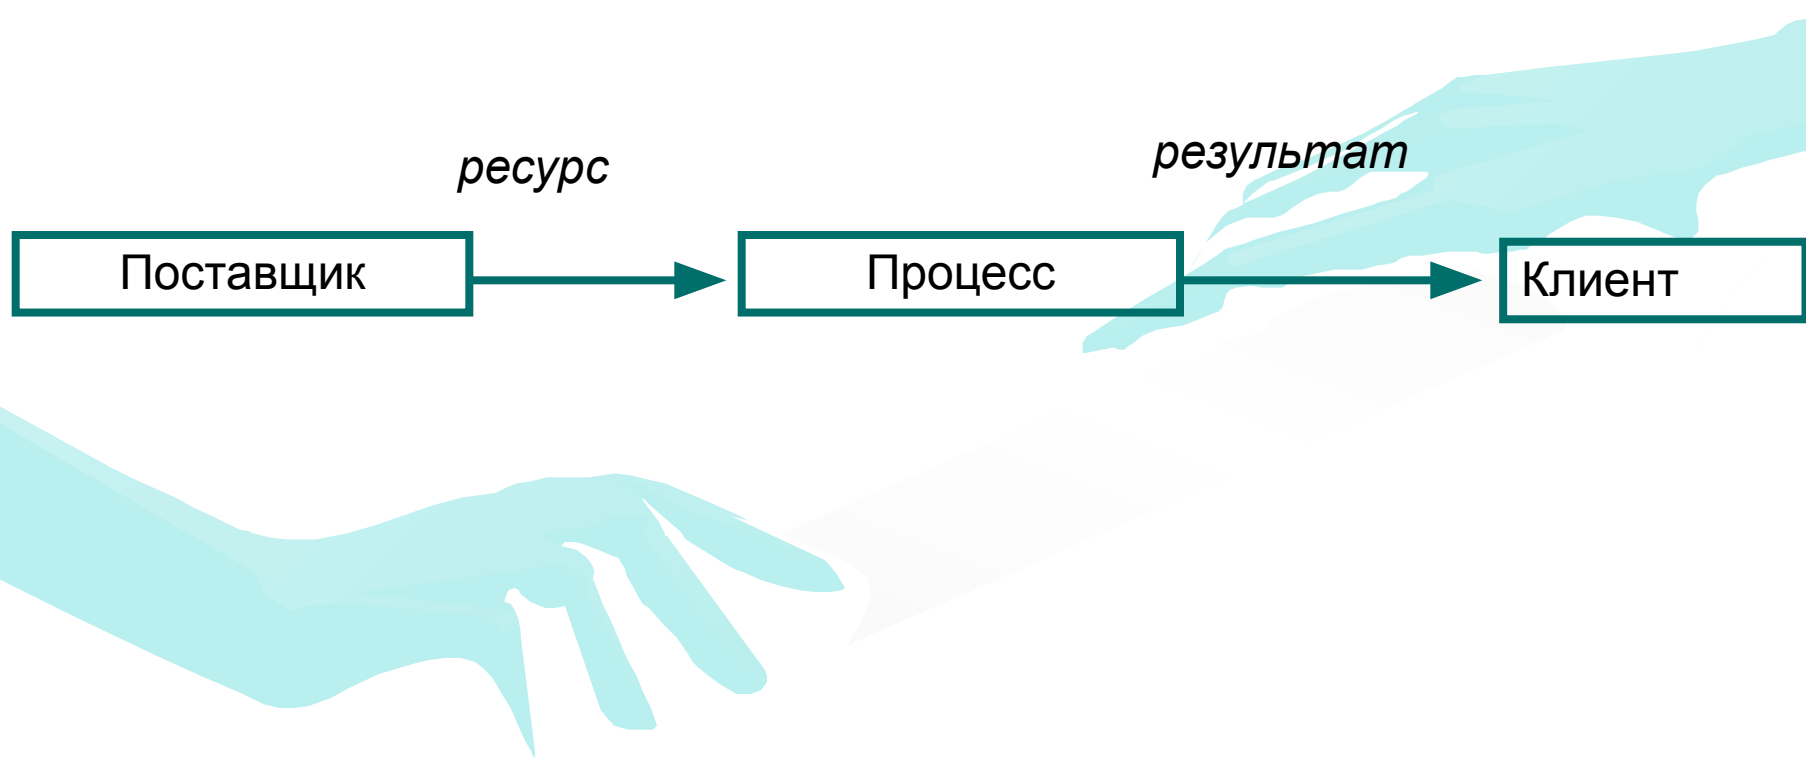 ресурс
результат
Поставщик
Процесс
Клиент